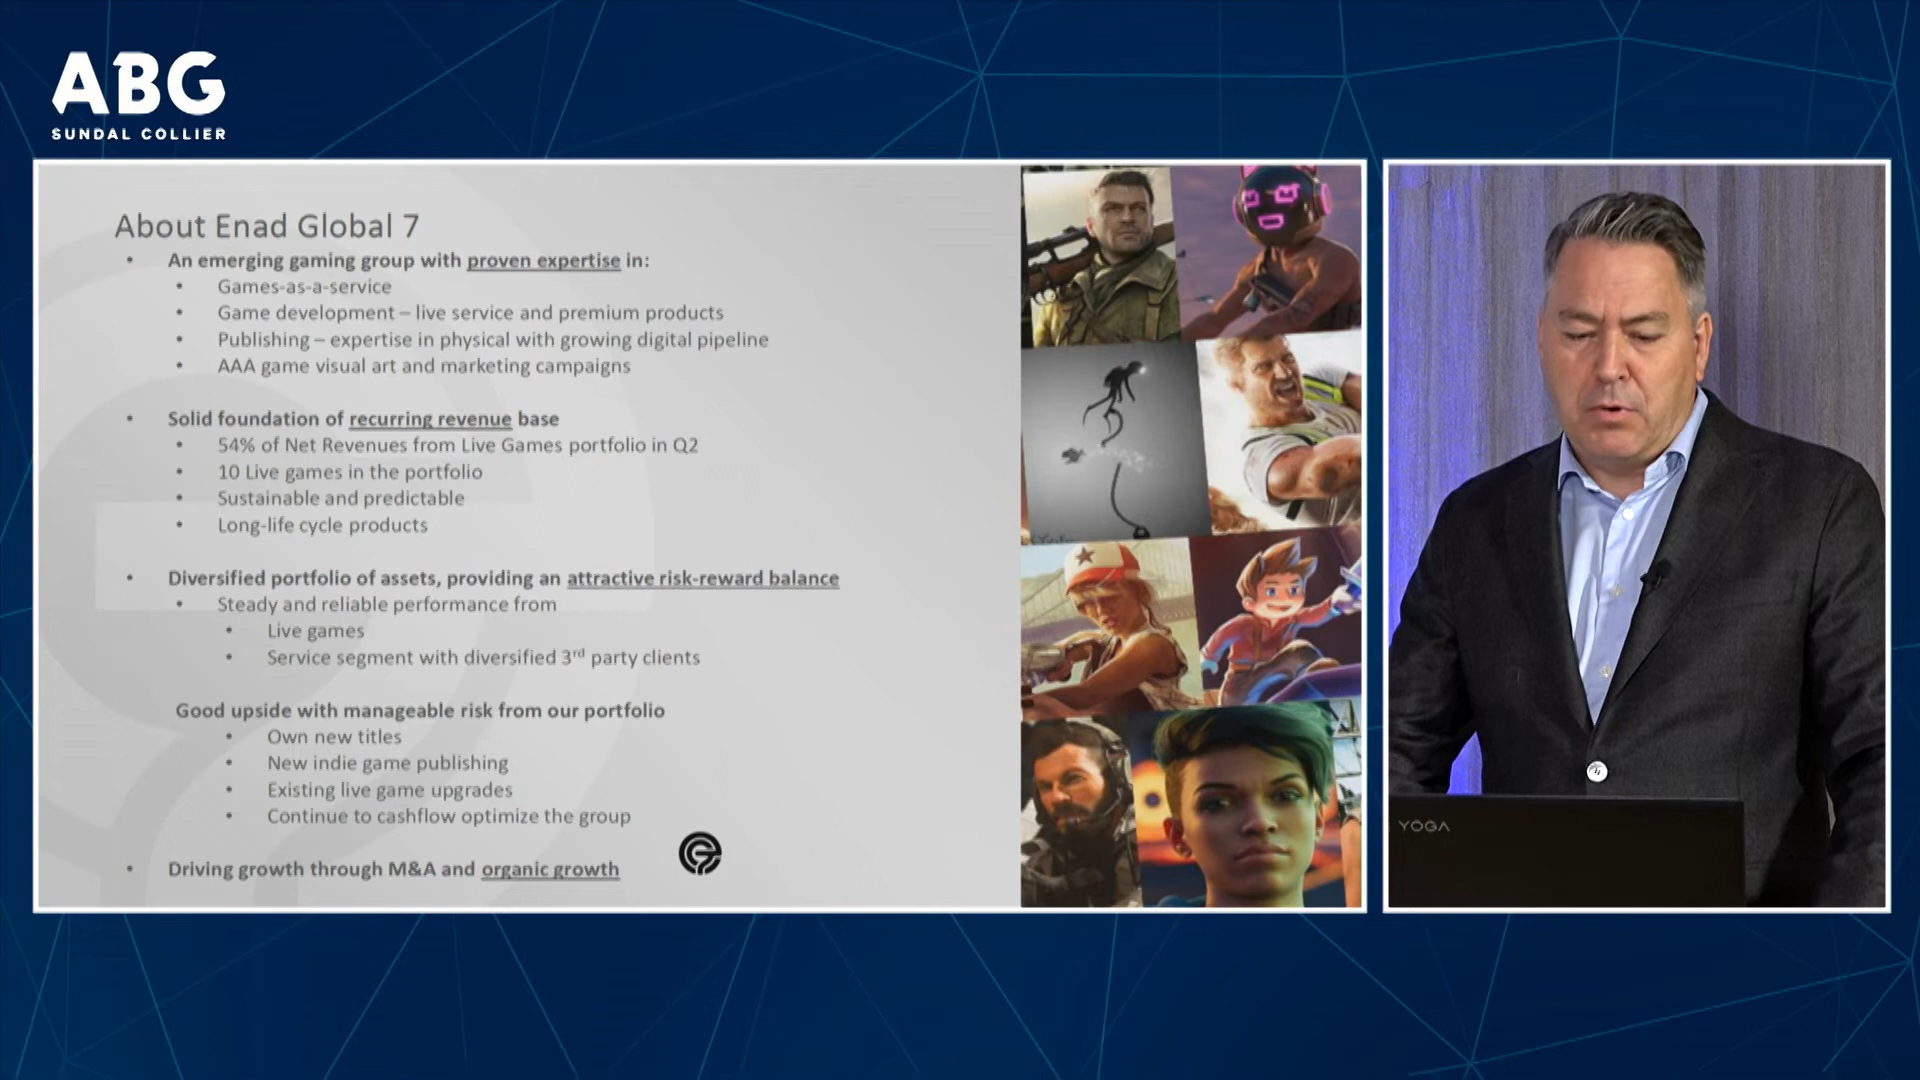 ABG
SUNDAL COLLIER
About Enad Global 7
• An emerging gaming group with proven expertise in:
• Games-as-a-service
• Game development – live service and premium products
• Publishing – expertise in physical with growing digital pipeline
• AAA game visual art and marketing campaigns
• Solid foundation of recurring revenue base
• 54% of Net Revenues from Live Games portfolio in Q2
• 10 Live games in the portfolio
• Sustainable and predictable
• Long-life cycle products
• Diversified portfolio of assets, providing an attractive risk-reward balance
• Steady and reliable performance from
• Live games
• Service segment with diversified 3rd party clients
Good upside with manageable risk from our portfolio
• Own new titles
• New indie game publishing
• Existing live game upgrades
• Continue to cashflow optimize the group
• Driving growth through M&A and organic growth
YOGA